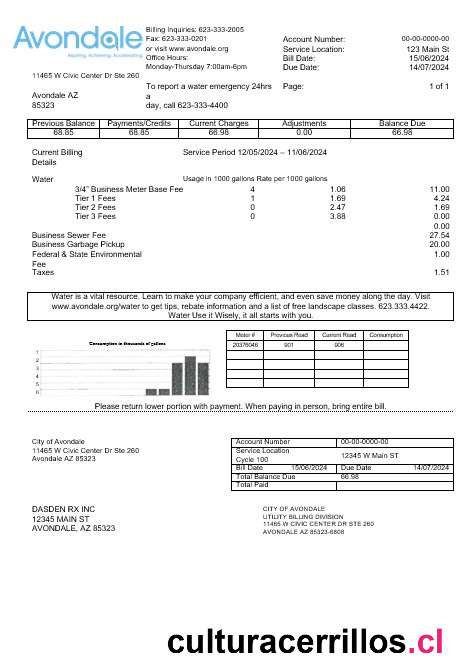 Avondale
Aspiring. Achieving. Accelerating.
Billing Inquiries: 623-333-2005
Fax: 623-333-0201
or visit www.avondale.org
Office Hours:
Monday-Thursday 7:00am-6pm
Account Number: 00-00-0000-00
Service Location: 123 Main St
Bill Date: 15/06/2024
Due Date: 14/07/2024
11465 W Civic Center Dr Ste 260
Avondale AZ
85323
To report a water emergency 24hrs
a
day, call 623-333-4400
Page: 1 of 1
Previous Balance Payments/Credits Current Charges Adjustments Balance Due
68.85 68.85 66.98 0.00 66.98
Current Billing Service Period 12/05/2024 – 11/06/2024
Details
Water Usage in 1000 gallons Rate per 1000 gallons
3/4" Business Meter Base Fee 4 1.06 11.00
Tier 1 Fees 1 1.69 4.24
Tier 2 Fees 0 2.47 1.69
Tier 3 Fees 0 3.88 0.00
0.00
Business Sewer Fee 27.54
Business Garbage Pickup 20.00
Federal & State Environmental 1.00
Fee
Taxes 1.51
Water is a vital resource. Learn to make your company efficient, and even save money along the day. Visit
www.avondale.org/water to get tips, rebate information and a list of free landscape classes. 623.333.4422.
Water Use it Wisely, it all starts with you.
Consumption in thousands of gallons
1
2
3
4
5
6
Meter # Previous Read Current Read Consumption
20376046 901 906
Please return lower portion with payment. When paying in person, bring entire bill.
City of Avondale
11465 W Civic Center Dr Ste 260
Avondale AZ 85323
Account Number 00-00-0000-00
Service Location
Cycle 100 12345 W Main ST
Bill Date 15/06/2024 Due Date 14/07/2024
Total Balance Due 66.98
Total Paid
DASDEN RX INC
12345 MAIN ST
AVONDALE, AZ 85323
CITY OF AVONDALE
UTILITY BILLING DIVISION
11465 W CIVIC CENTER DR STE 260
AVONDALE AZ 85323-6808
culturacerrillos.cl